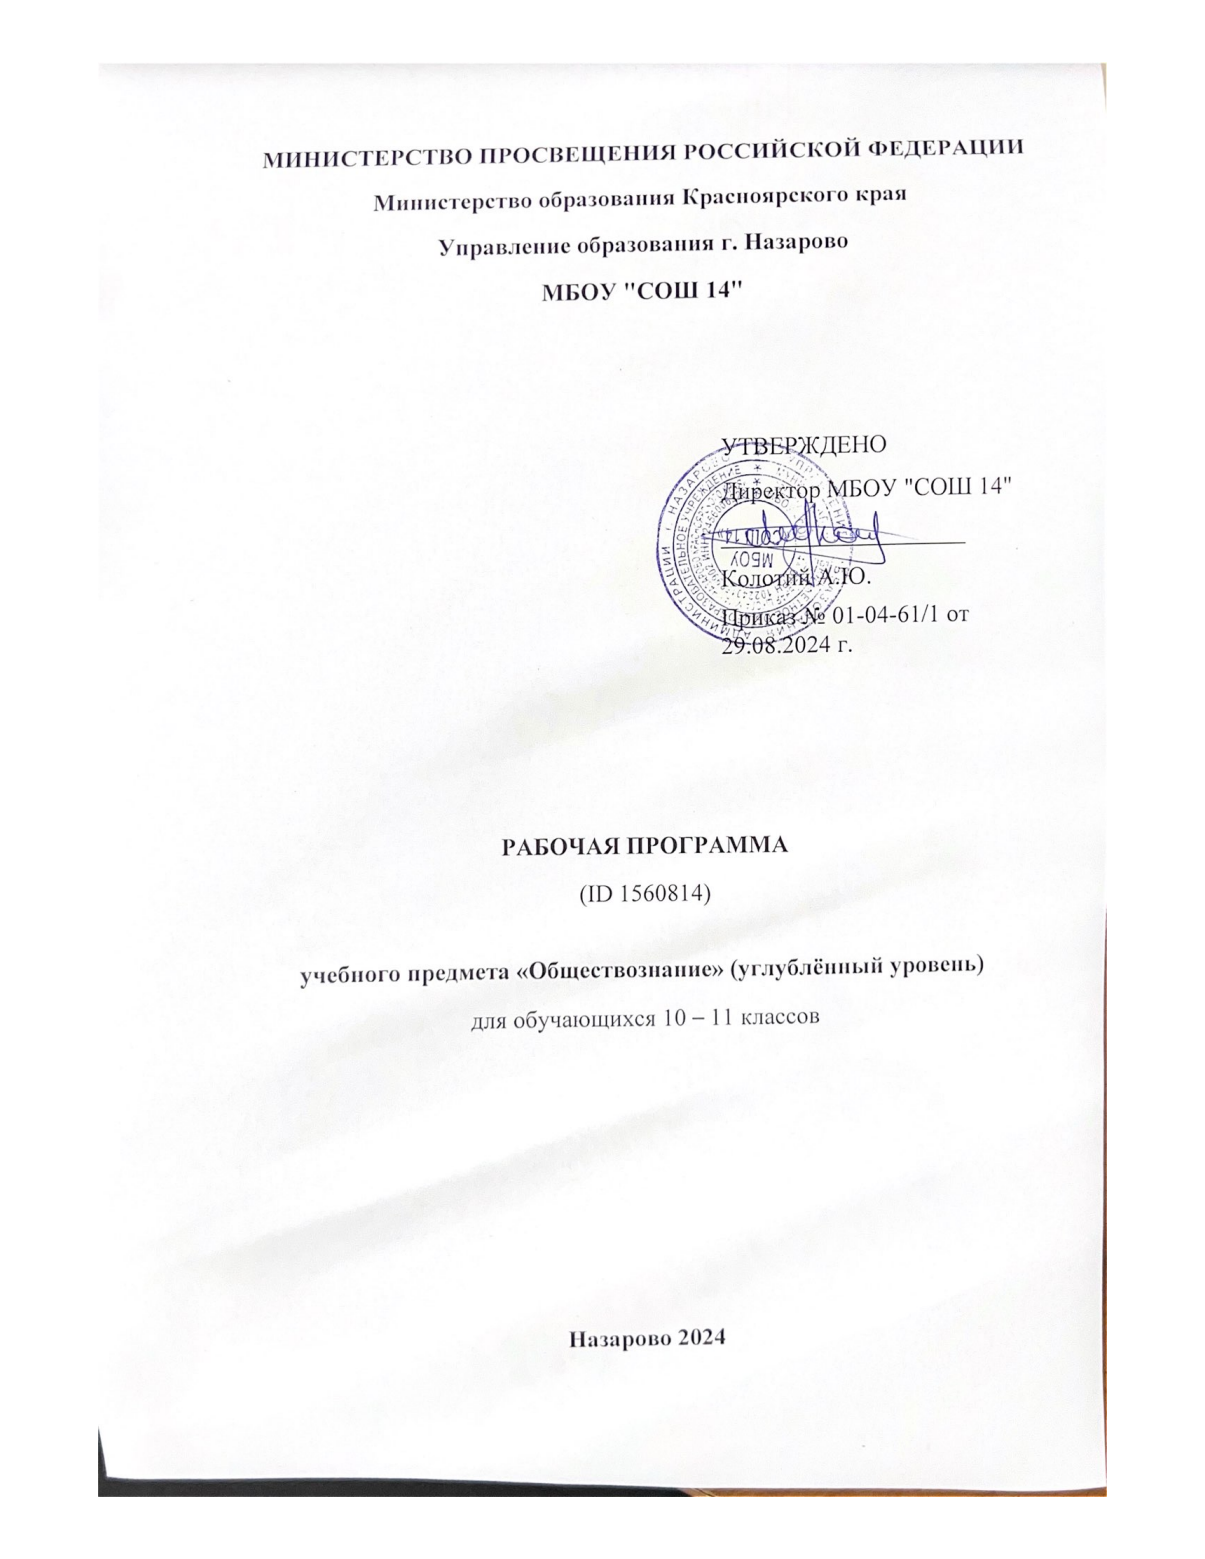 МИНИСТЕРСТВО ПРОСВЕЩЕНИЯ РОССИЙСКОЙ ФЕДЕРАЦИИ
Министерство образования Красноярского края
Управление образования г. Назарово
МБОУ "СОШ 14"
УТВЕРЖДЕНО
Директор МБОУ "СОШ 14"
МБОУ
Колотий А.Ю.
Приказ № 01-04-61/1 от
29.08.2024 г.
РАБОЧАЯ ПРОГРАММА
(ID 1560814)
учебного предмета «Обществознание» (углублённый уровень)
для обучающихся 10 – 11 классов
Назарово 2024